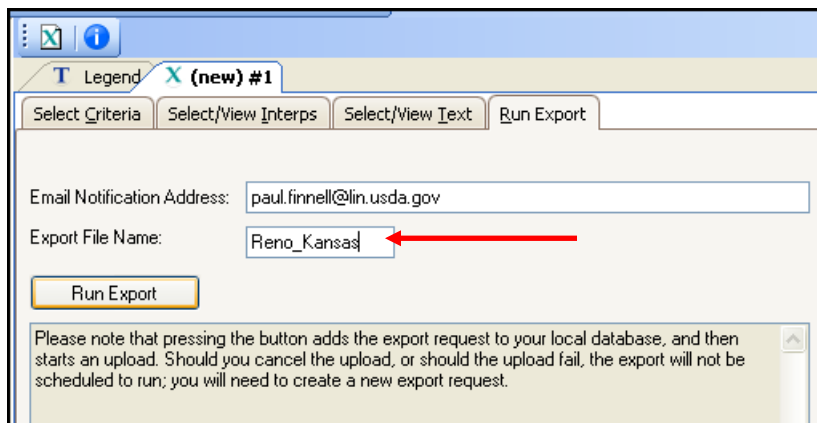 T Legend X (new) #1
Select Criteria Select/View Interps Select/View Text Run Export
Email Notification Address: paul.finnell@lin.usda.gov
Export File Name: Reno_Kansas
Run Export
Please note that pressing the button adds the export request to your local database, and then
starts an upload. Should you cancel the upload, or should the upload fail, the export will not be
scheduled to run; you will need to create a new export request.